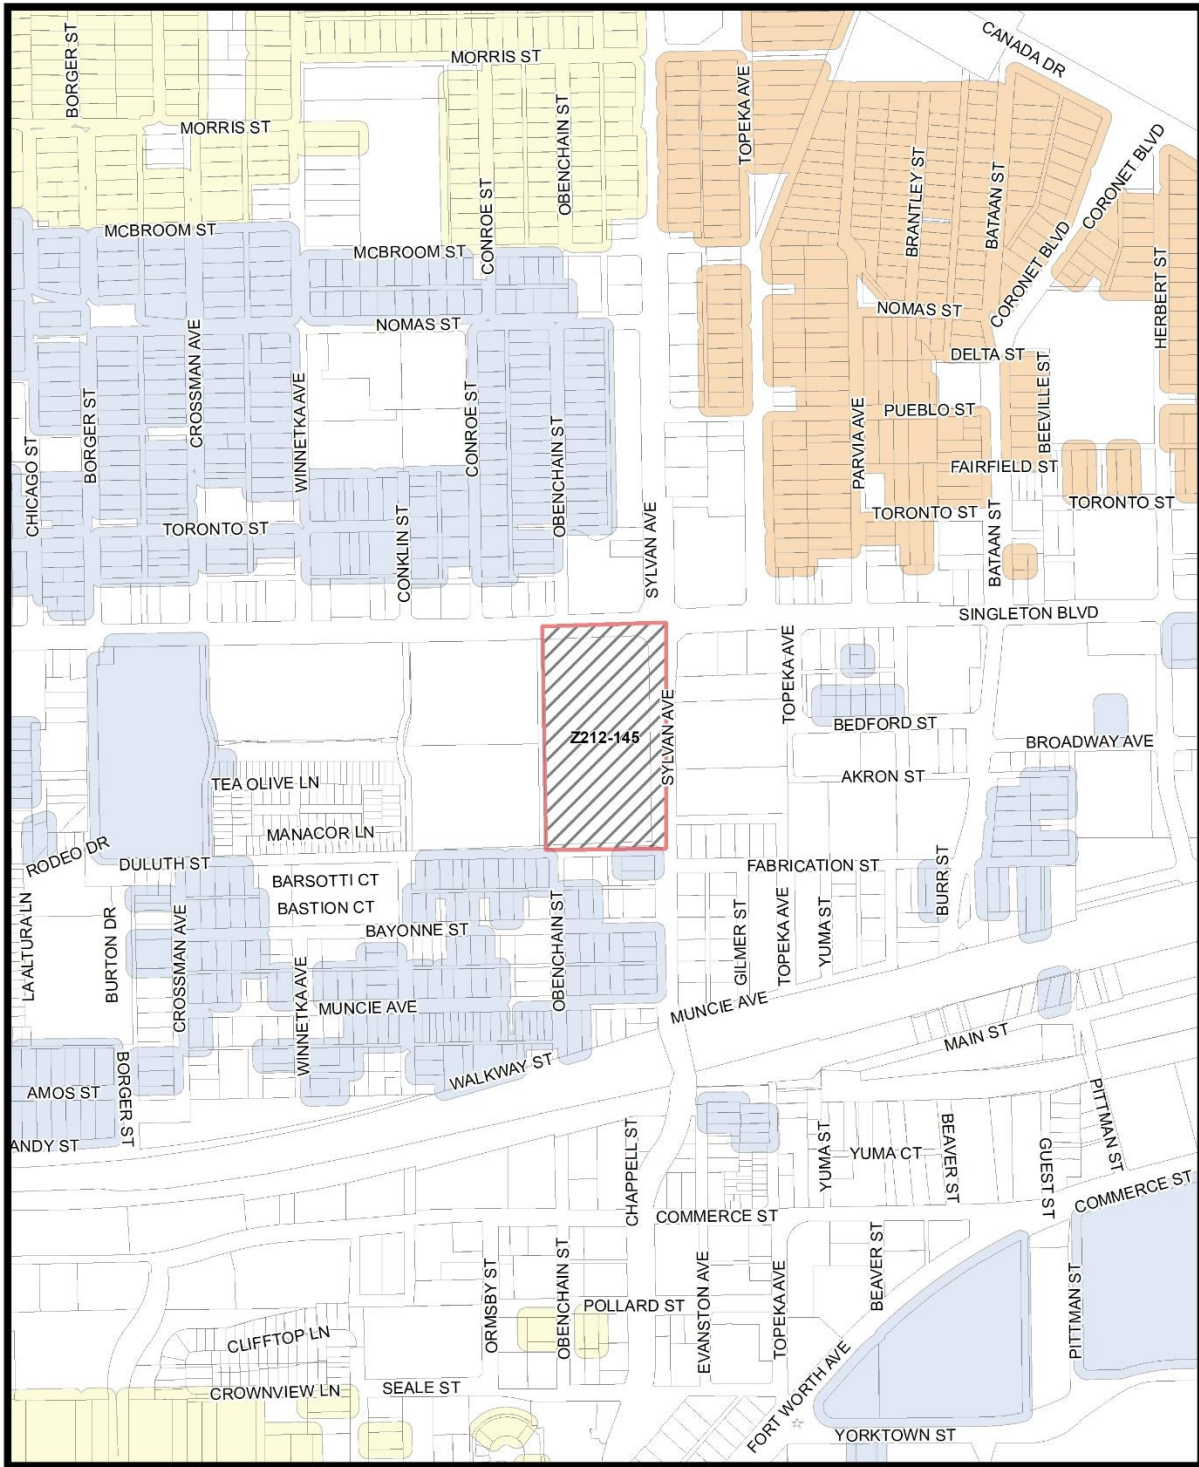 CANADA DR
BORGER ST
MORRIS ST
TOPEKA AVE
MORRIS ST
OBENCHAIN ST
CORONET BLVD
BRANTLEY ST
BATAAN ST
CONROE ST
MCBROOM ST
MCBROOM ST
CORONET BLVD
HERBERT ST
NOMAS ST
NOMAS ST
CROSSMAN AVE
DELTA ST
WINNETKA AVE
BEEVILLE ST
PUEBLO ST
CONROE ST
BORGER ST
PARVIA AVE
OBENCHAIN ST
CHICAGO ST
FAIRFIELD ST
TORONTO ST
TORONTO ST
TORONTO ST
BATAAN ST
CONKLIN ST
SYLVAN AVE
SINGLETON BLVD
TOPEKA AVE
BEDFORD ST
SYLVAN AVE
Z212-145
BROADWAY AVE
AKRON ST
TEA OLIVE LN
MANACOR LN
RODEO DR
DULUTH ST
FABRICATION ST
BARSOTTI CT
BURR ST
BASTION CT
LA ALTURA LN
BURTON DR
CROSSMAN AVE
BAYONNE ST
OBENCHAIN ST
GILMER ST
TOPEKA AVE
YUMA ST
WINNETKA AVE
MUNCIE AVE
MUNCIE AVE
MAIN ST
WALKWAY ST
AMOS ST
BORGER ST
PITTMAN ST
ANDY ST
CHAPPELL ST
YUMA ST
YUMA CT
BEAVER ST
GUEST ST
COMMERCE ST
COMMERCE ST
BEAVER ST
ORMSBY ST
OBENCHAIN ST
POLLARD ST
EVANSTON AVE
TOPEKA AVE
PITTMAN ST
CLIFFTOP LN
CROWNVIEW LN
SEALE ST
FORT WORTH AVE
YORKTOWN ST